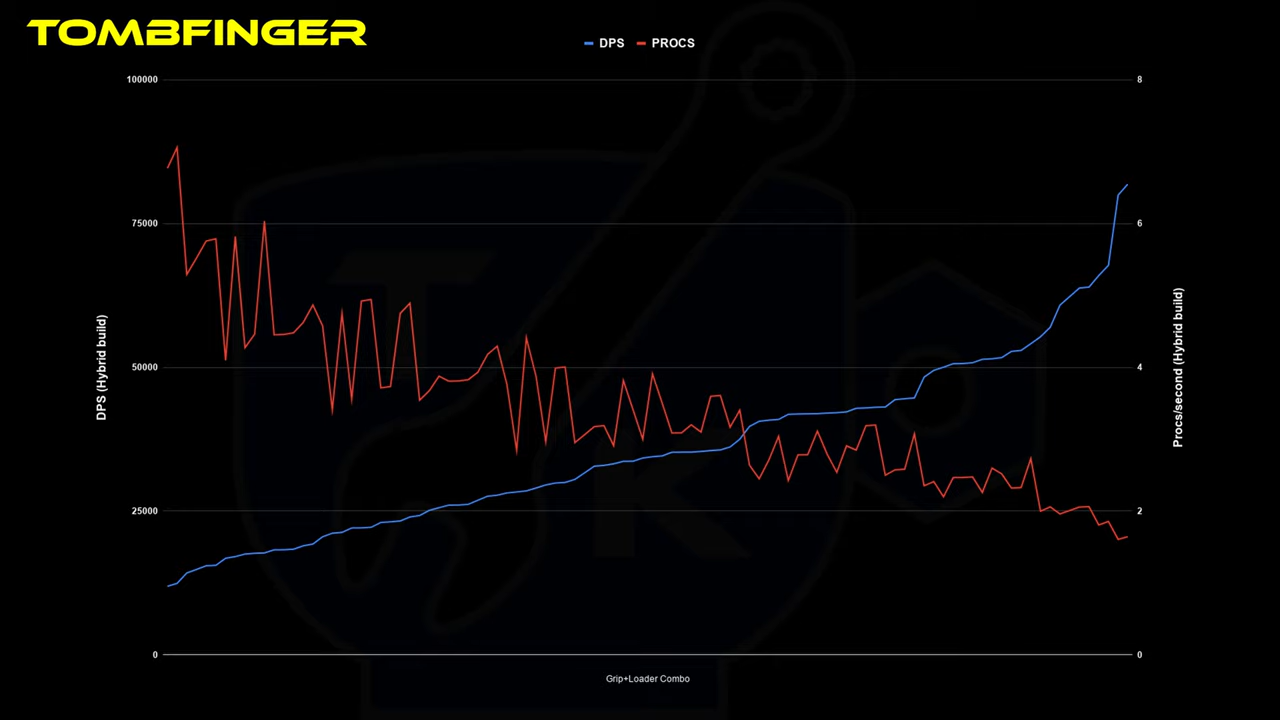 TOMBFINGER
DPS PROCS
100000
75000
50000
25000
0
8
6
4
2
0
DPS (Hybrid build)
Procs/second (Hybrid build)
Grip+Loader Combo
T
K